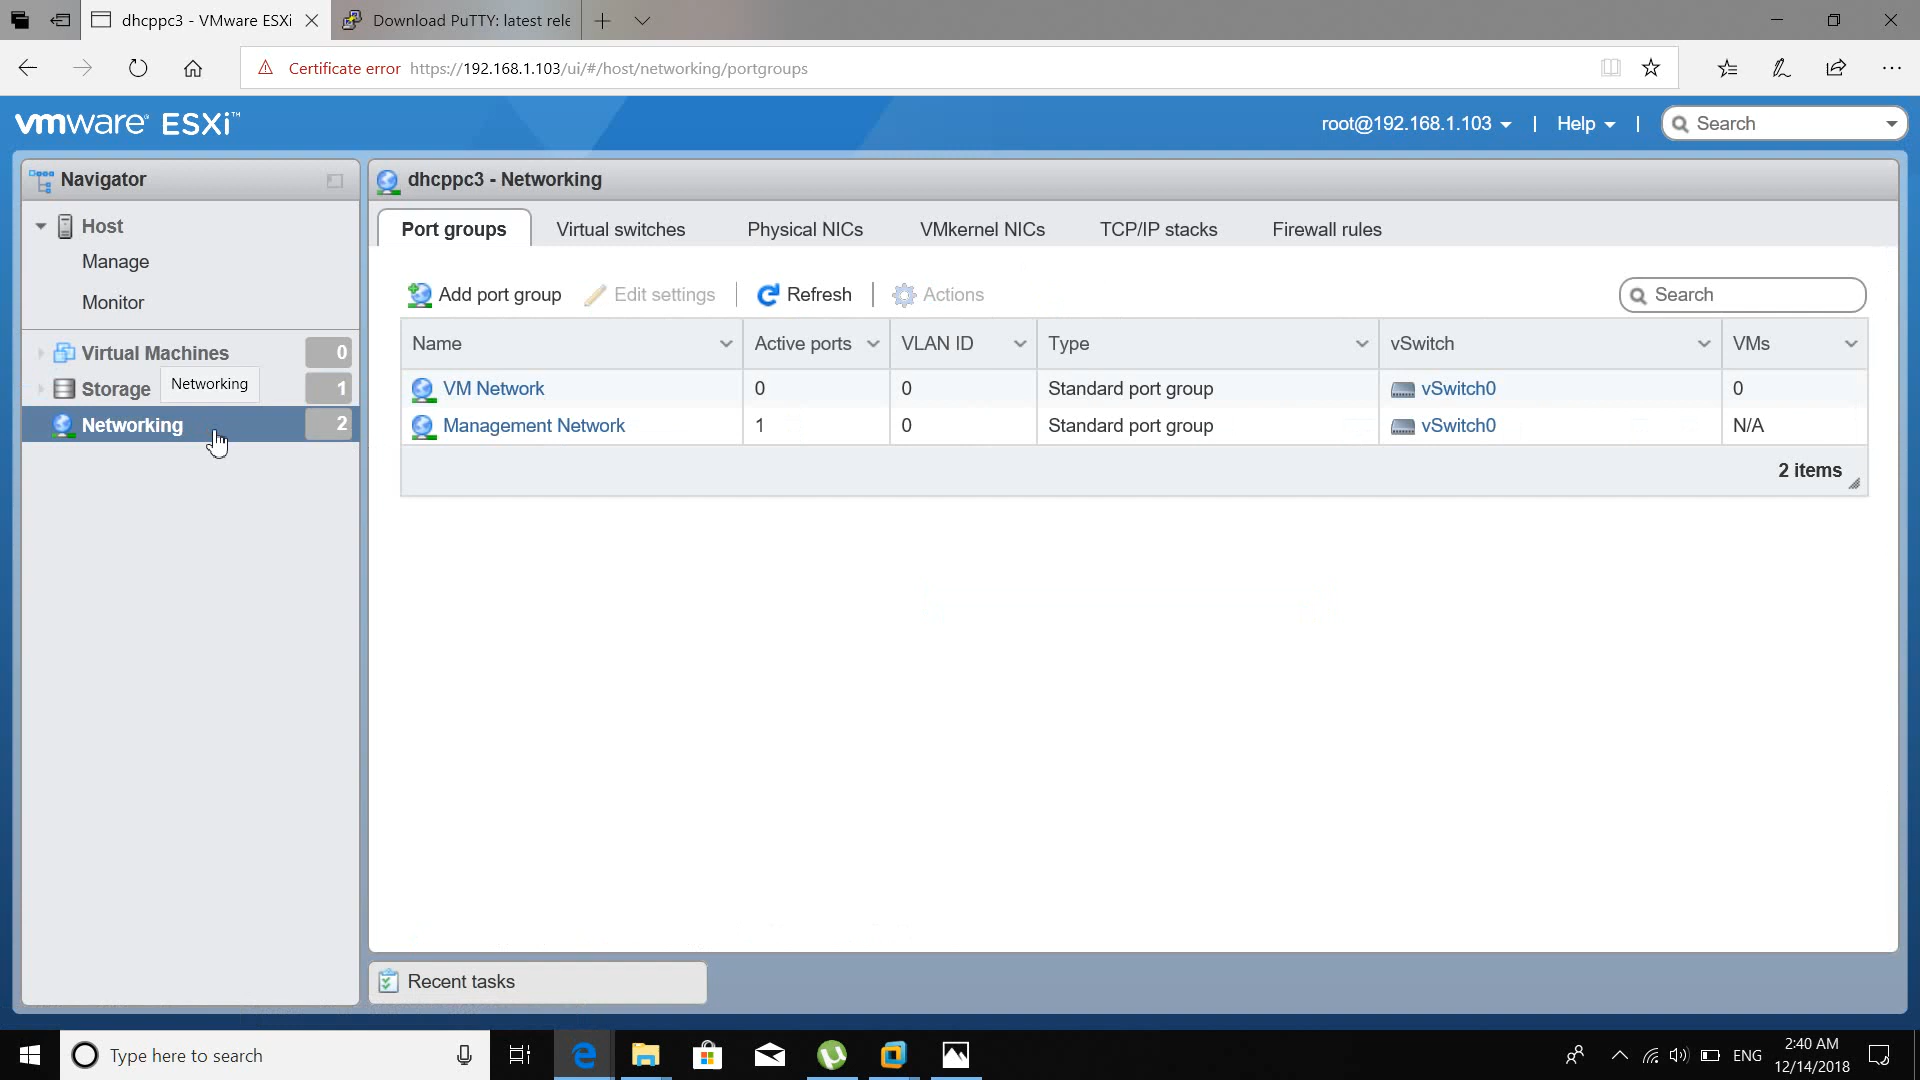 dhcppc3 - VMware ESXi
Download PuTTY: latest rele
Certificate error https://192.168.1.103/ui/#/host/networking/portgroups
vmware ESXi™
root@192.168.1.103 | Help | Search
Navigator
dhcppc3 - Networking
Host
Manage
Monitor
Virtual Machines 0
Storage 1
Networking
Networking 2
Port groups Virtual switches Physical NICs VMkernel NICs TCP/IP stacks Firewall rules
Add port group Edit settings | Refresh | Actions Search
Name Active ports VLAN ID Type vSwitch VMs
VM Network 0 0 Standard port group vSwitch0 0
Management Network 1 0 Standard port group vSwitch0 N/A
2 items
Recent tasks
Type here to search
ENG
2:40 AM
12/14/2018